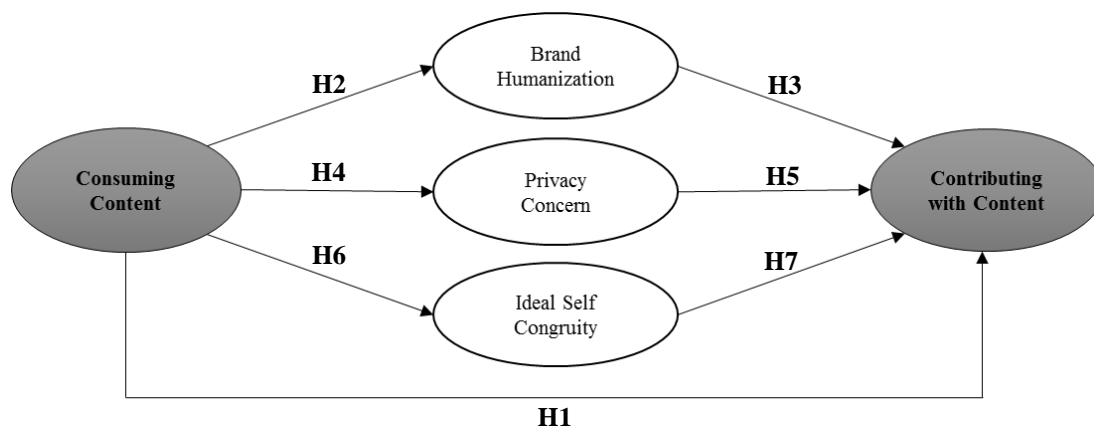 Brand
Humanization
H2
H3
Consuming
Content
H4
Privacy
Concern
H5
Contributing
with Content
H6
H7
Ideal Self
Congruity
H1